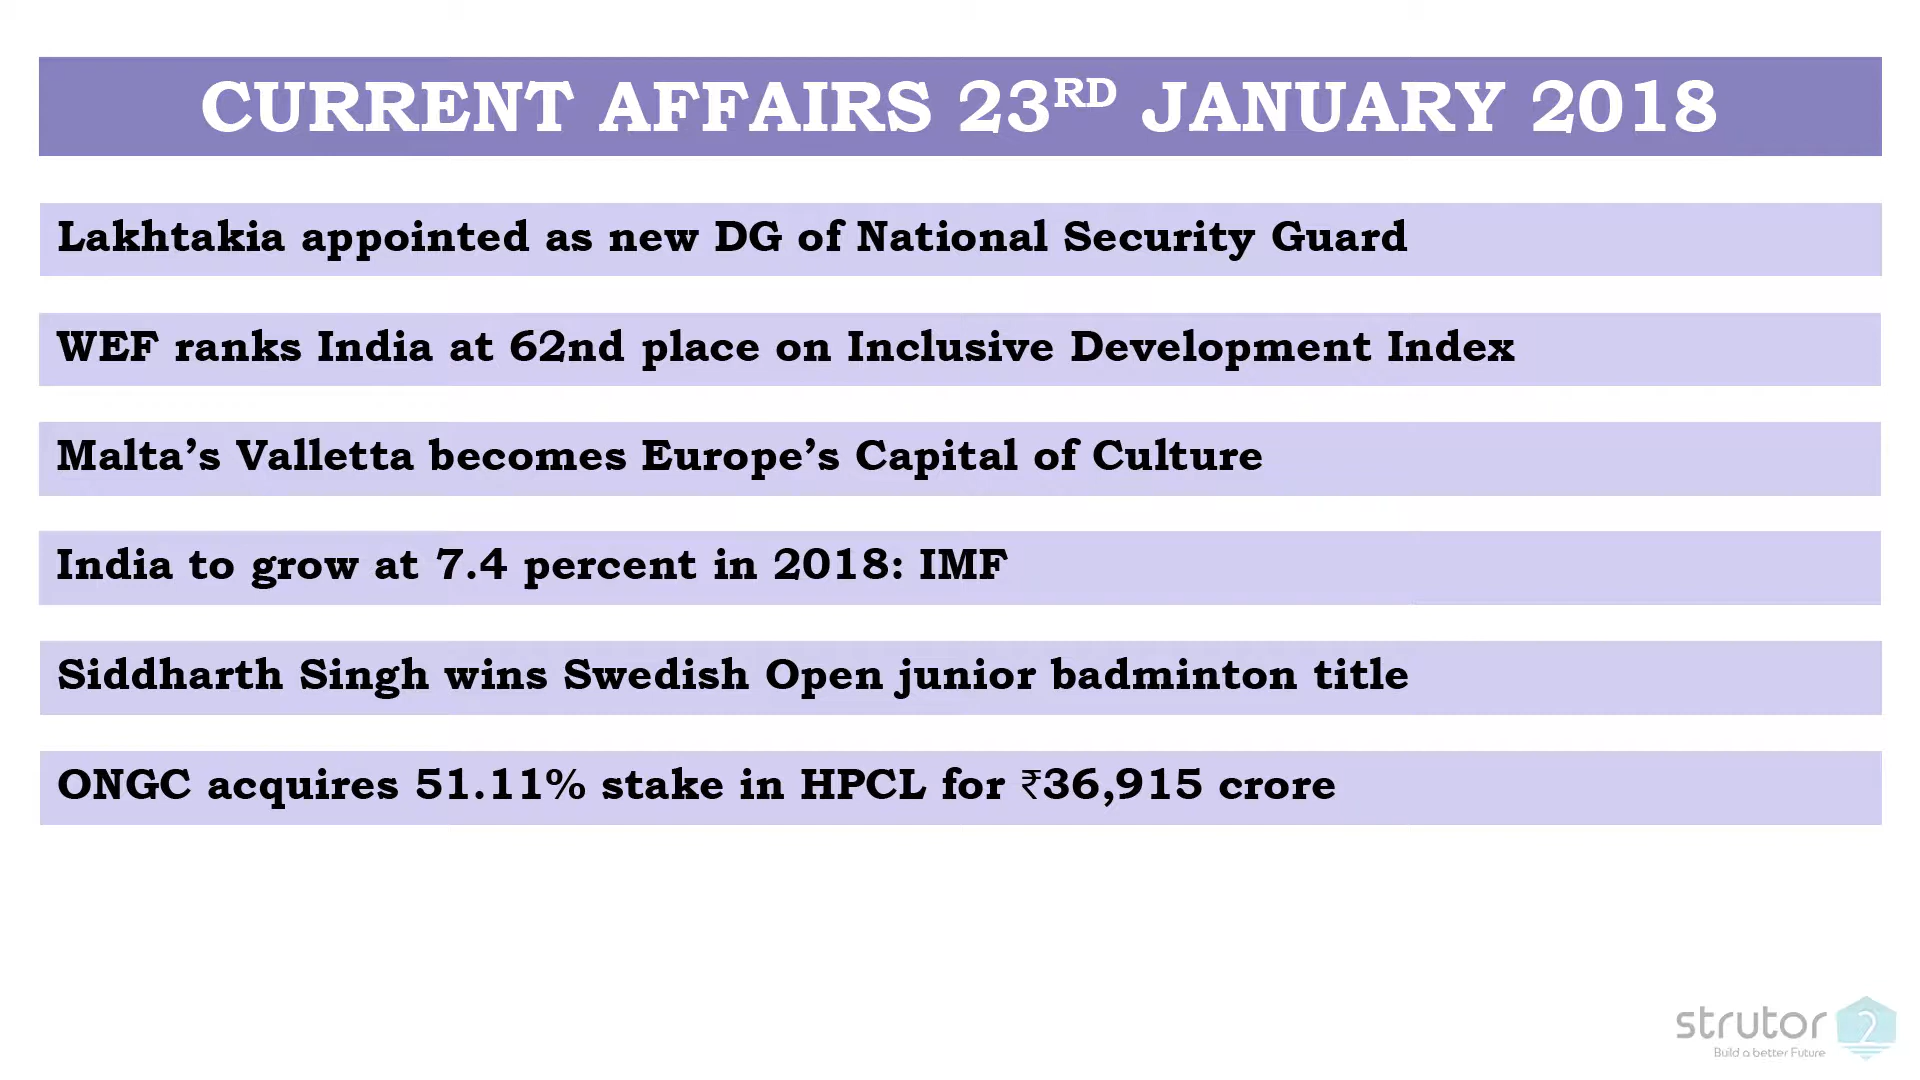 CURRENT AFFAIRS 23RD JANUARY 2018
Lakhtakia appointed as new DG of National Security Guard
WEF ranks India at 62nd place on Inclusive Development Index
Malta’s Valletta becomes Europe’s Capital of Culture
India to grow at 7.4 percent in 2018: IMF
Siddharth Singh wins Swedish Open junior badminton title
ONGC acquires 51.11% stake in HPCL for ₹36,915 crore
strutor 2
Build a better Future